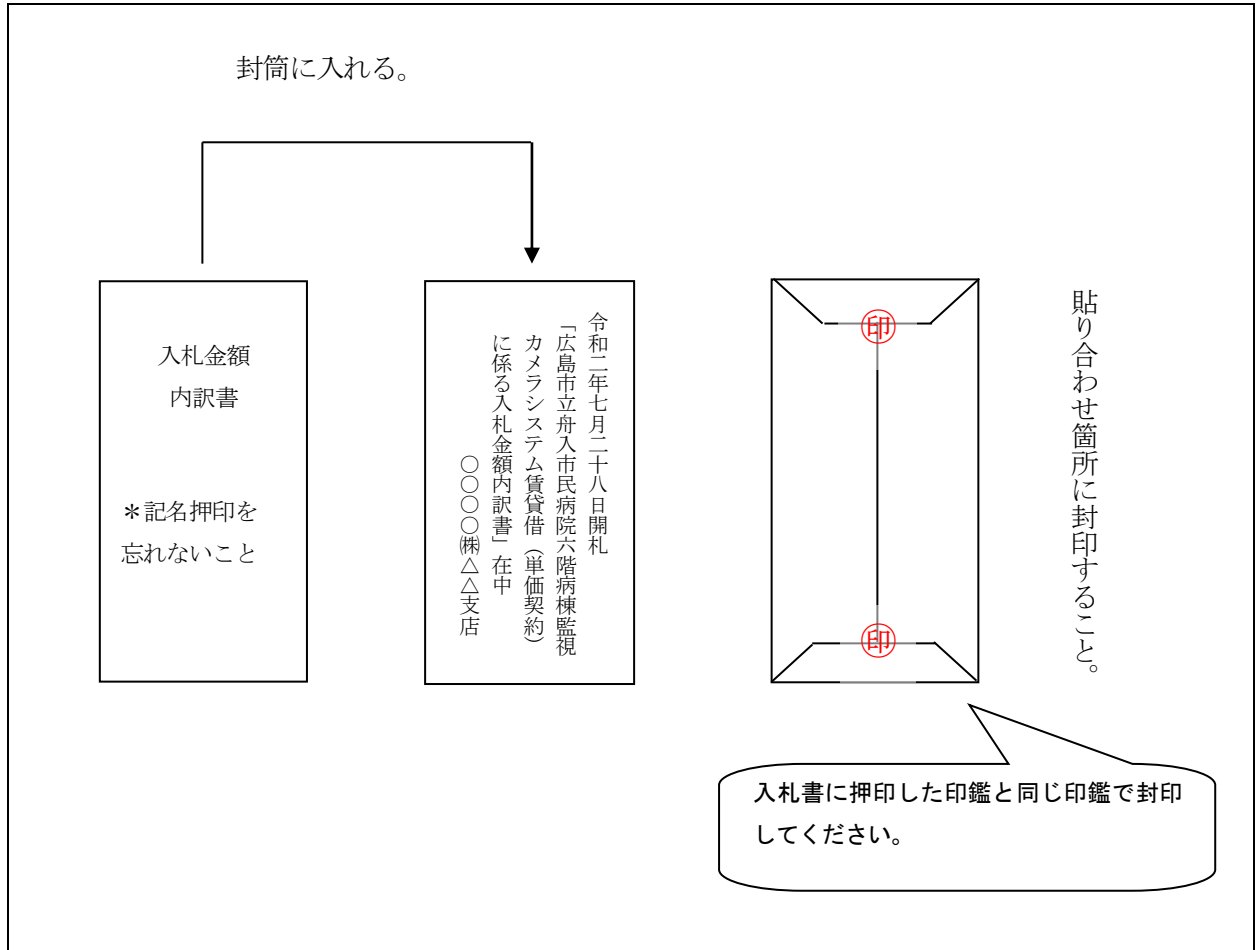 封筒に入れる。
入札金額
内訳書
＊記名押印を
忘れないこと
令和二年七月二十八日開札
「広島市立舟入市民病院六階病棟監視
カメラシステム賃貸借（単価契約）
に係る入札金額内訳書」在中
○○○○㈱△△支店
印
印
貼り合わせ箇所に封印すること。
入札書に押印した印鑑と同じ印鑑で封印
してください。